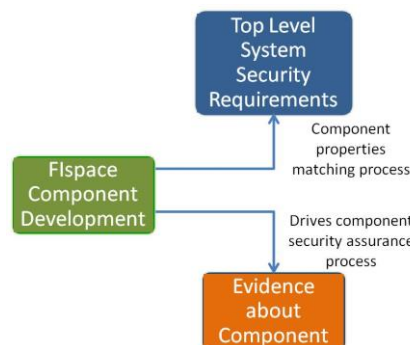 Top Level
System
Security
Requirements
Component
properties
matching process
FIspace
Component
Development
Drives component
security assurance
process
Evidence
about
Component